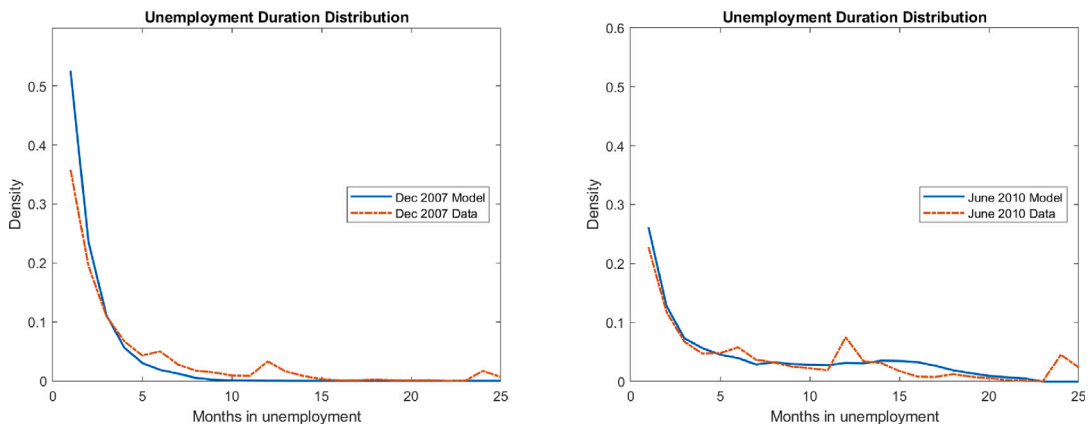 Unemployment Duration Distribution
0.5
0.4
0.3
0.2
0.1
0
Density
0 5 10 15 20 25
Months in unemployment
Dec 2007 Model
Dec 2007 Data
Unemployment Duration Distribution
0.6
0.5
0.4
0.3
0.2
0.1
0
Density
0 5 10 15 20 25
Months in unemployment
June 2010 Model
June 2010 Data